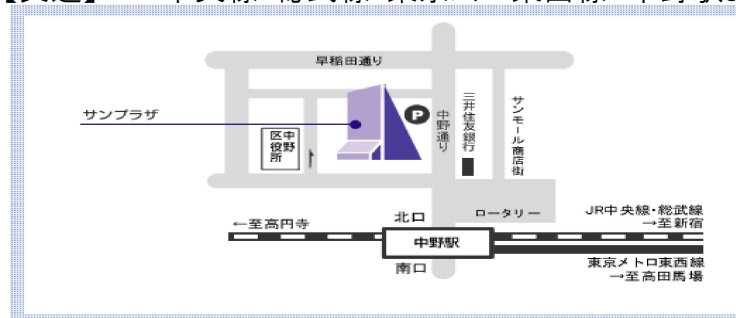 早稲田通り
サンプラザ
中野区役所
P
中野通り
三井住友銀行
サンモール商店街
北口
ロータリー
JR中央線・総武線
→至新宿
←至高円寺
中野駅
南口
東京メトロ東西線
→至高田馬場